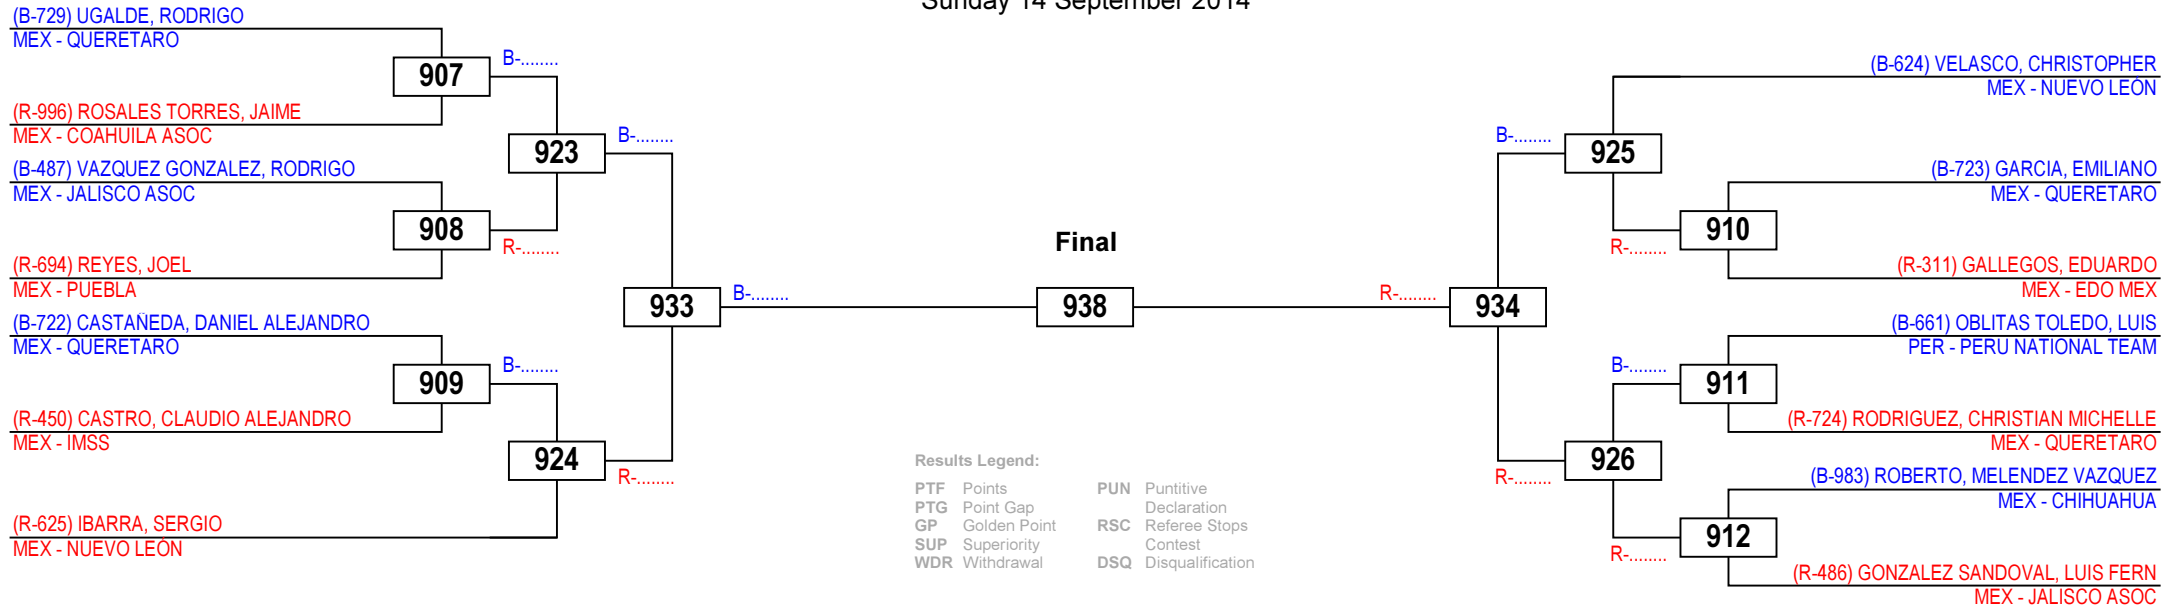 Sunday 14 September 2014
(B-729) UGALDE, RODRIGO
MEX - QUERETARO
907
B-........
(R-996) ROSALES TORRES, JAIME
MEX - COAHUILA ASOC
923
B-........
(B-487) VAZQUEZ GONZALEZ, RODRIGO
MEX - JALISCO ASOC
908
R-........
(R-694) REYES, JOEL
MEX - PUEBLA
933
B-........
(B-722) CASTAÑEDA, DANIEL ALEJANDRO
MEX - QUERETARO
909
B-........
(R-450) CASTRO, CLAUDIO ALEJANDRO
MEX - IMSS
924
R-........
(R-625) IBARRA, SERGIO
MEX - NUEVO LEÓN
Final
938
Results Legend:
PTF Points
PTG Point Gap
GP Golden Point
SUP Superiority
WDR Withdrawal
PUN Puntitive
Declaration
RSC Referee Stops
Contest
DSQ Disqualification
(B-624) VELASCO, CHRISTOPHER
MEX - NUEVO LEÓN
B-........
925
(B-723) GARCIA, EMILIANO
MEX - QUERETARO
910
R-........
(R-311) GALLEGOS, EDUARDO
MEX - EDO MEX
R-........
934
(B-661) OBLITAS TOLEDO, LUIS
PER - PERU NATIONAL TEAM
B-........
911
(R-724) RODRIGUEZ, CHRISTIAN MICHELLE
MEX - QUERETARO
926
R-........
(B-983) ROBERTO, MELENDEZ VAZQUEZ
MEX - CHIHUAHUA
912
R-........
(R-486) GONZALEZ SANDOVAL, LUIS FERN
MEX - JALISCO ASOC